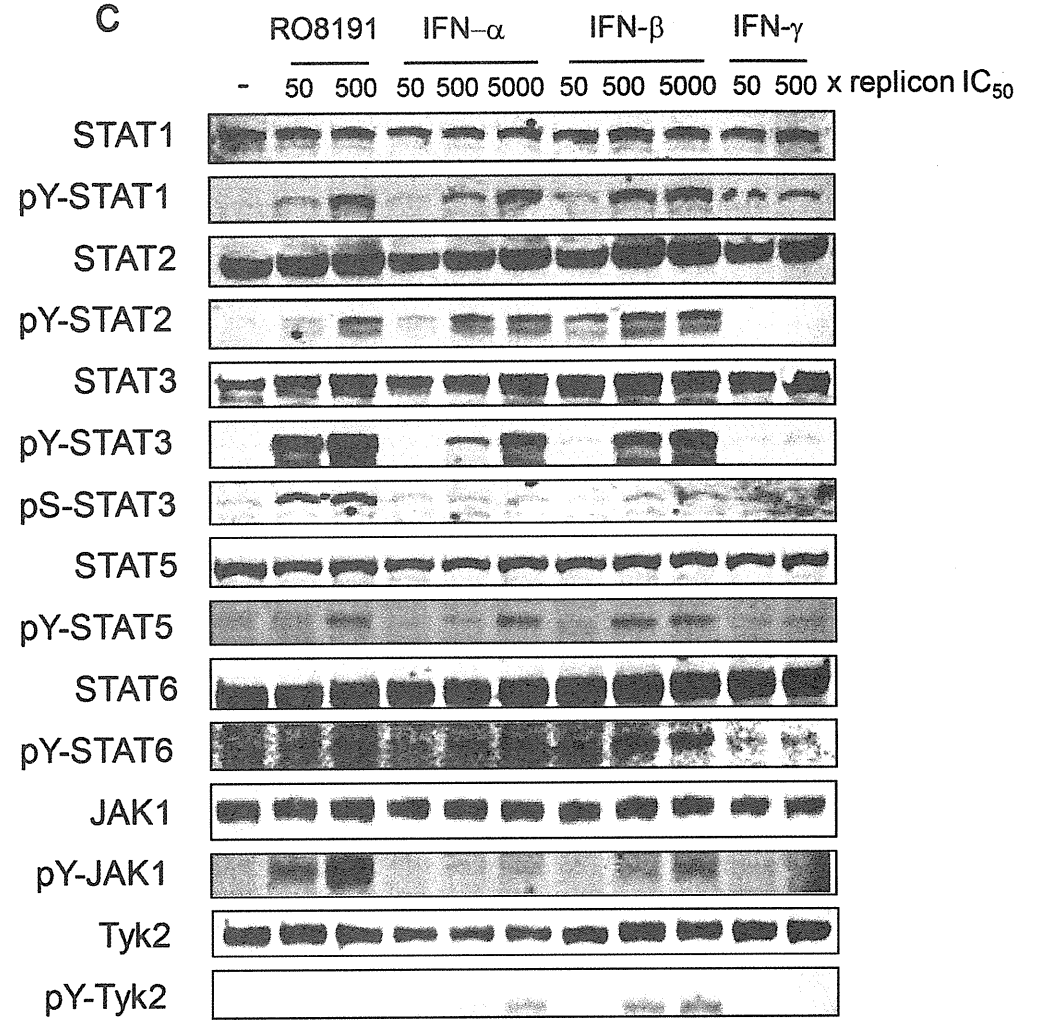 C
RO8191 IFN–α IFN-β IFN-γ
- 50 500 50 500 5000 50 500 5000 50 500 x replicon IC₅₀
STAT1
pY-STAT1
STAT2
pY-STAT2
STAT3
pY-STAT3
pS-STAT3
STAT5
pY-STAT5
STAT6
pY-STAT6
JAK1
pY-JAK1
Tyk2
pY-Tyk2